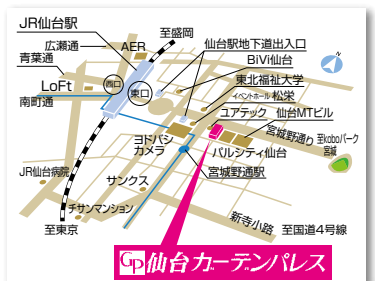 JR仙台駅
至盛岡
広瀬通
AER
仙台駅地下道出入口
N
青葉通
BiVi仙台
LoFt
西口
東口
東北福祉大学
イベントホール松栄
南町通
ユアテック
仙台MTビル
宮城野通り
至koboパーク
宮城
ヨドバシ
カメラ
パルシティ仙台
JR仙台病院
サンクス
宮城野通駅
チサンマンション
新寺小路
至東京
至国道4号線
GP仙台ガーデンパレス